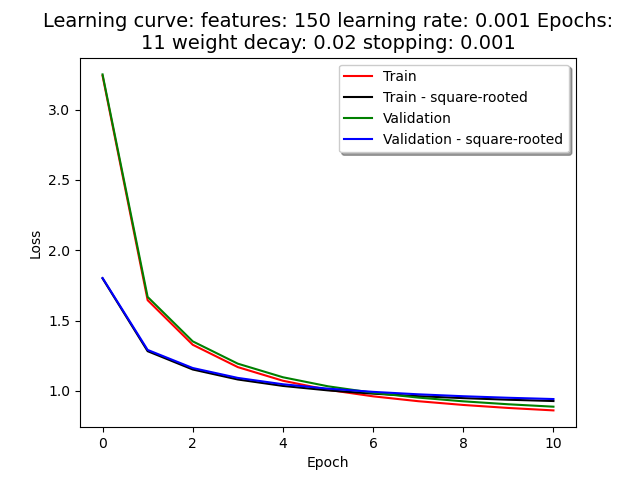 Learning curve: features: 150 learning rate: 0.001 Epochs:
11 weight decay: 0.02 stopping: 0.001
Train
Train - square-rooted
Validation
Validation - square-rooted
3.0
2.5
2.0
1.5
1.0
Loss
0 2 4 6 8 10
Epoch